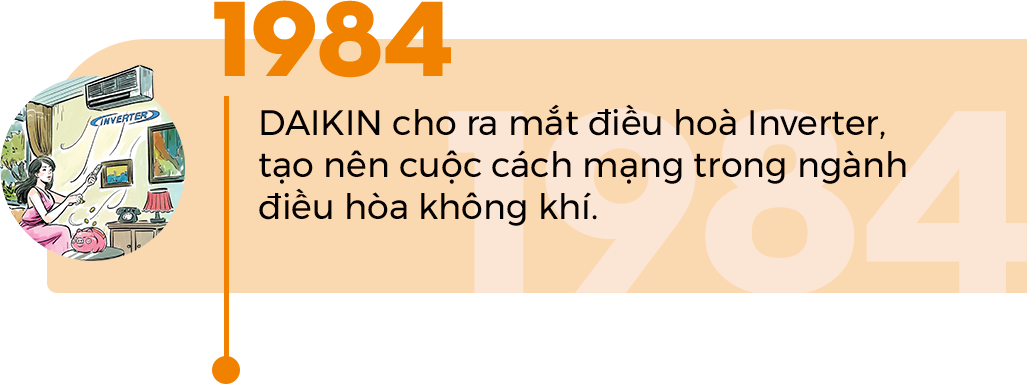 1984
INVERTER
DAIKIN cho ra mắt điều hoà Inverter,
tạo nên cuộc cách mạng trong ngành
điều hòa không khí.
1984